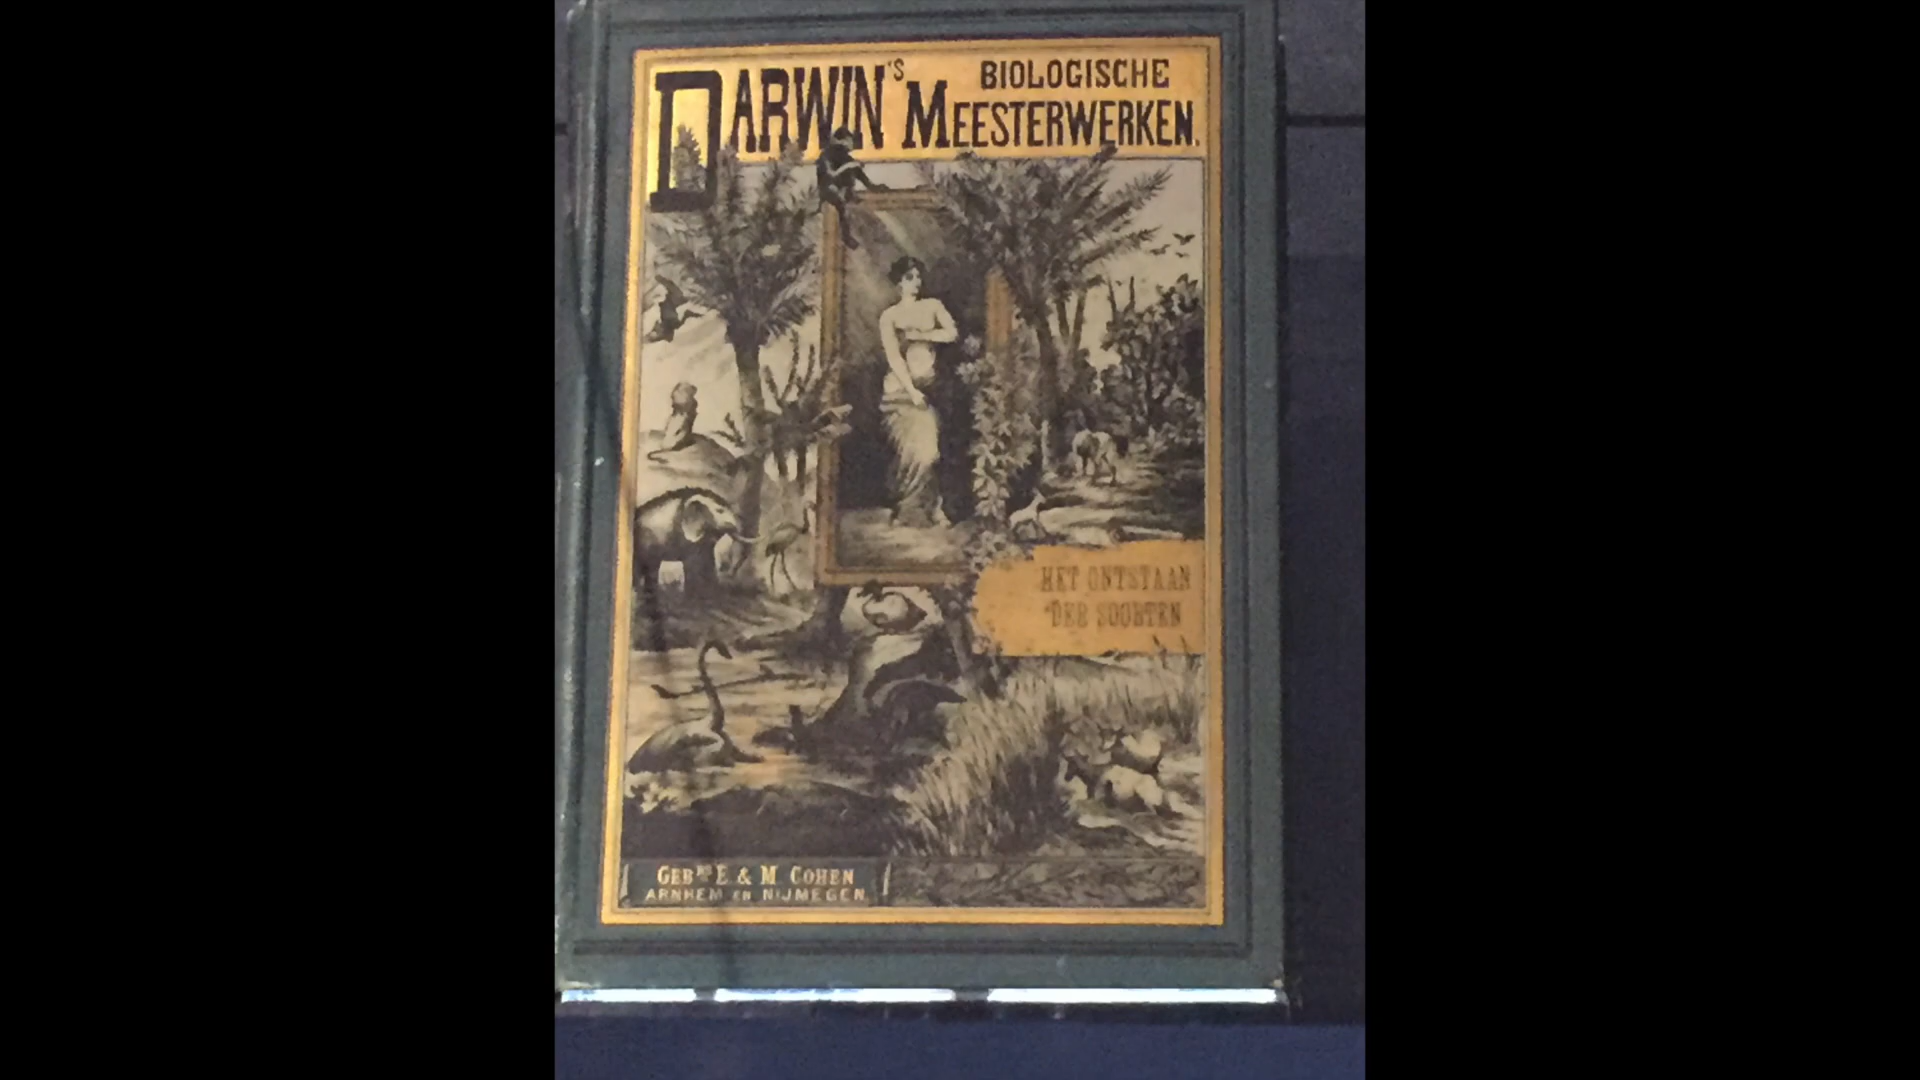 DARWIN'S BIOLOGISCHE
MEESTERWERKEN.
HET ONTSTAAN
DER SOORTEN
GEBRS E & M COHEN
ARNHEM EN NIJMEGEN